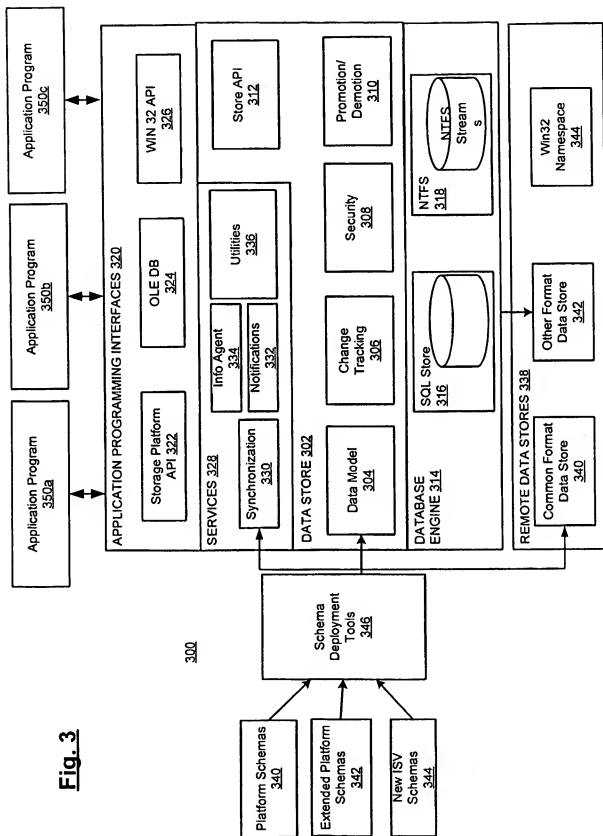 Application Program
350a
Application Program
350b
Application Program
350c
APPLICATION PROGRAMMING INTERFACES 320
Storage Platform
API 322
OLE DB
324
WIN 32 API
326
SERVICES 328
Synchronization
330
Info Agent
334
Notifications
332
Utilities
336
Store API
312
DATA STORE 302
Data Model
304
Change
Tracking
306
Security
308
Promotion/
Demotion
310
DATABASE
ENGINE 314
SQL Store
316
NTFS
318
NTFS
Stream
s
REMOTE DATA STORES 338
Common Format
Data Store
340
Other Format
Data Store
342
Win32
Namespace
344
300
Schema
Deployment
Tools
346
Platform Schemas
340
Extended Platform
Schemas
342
New ISV
Schemas
344
Fig. 3